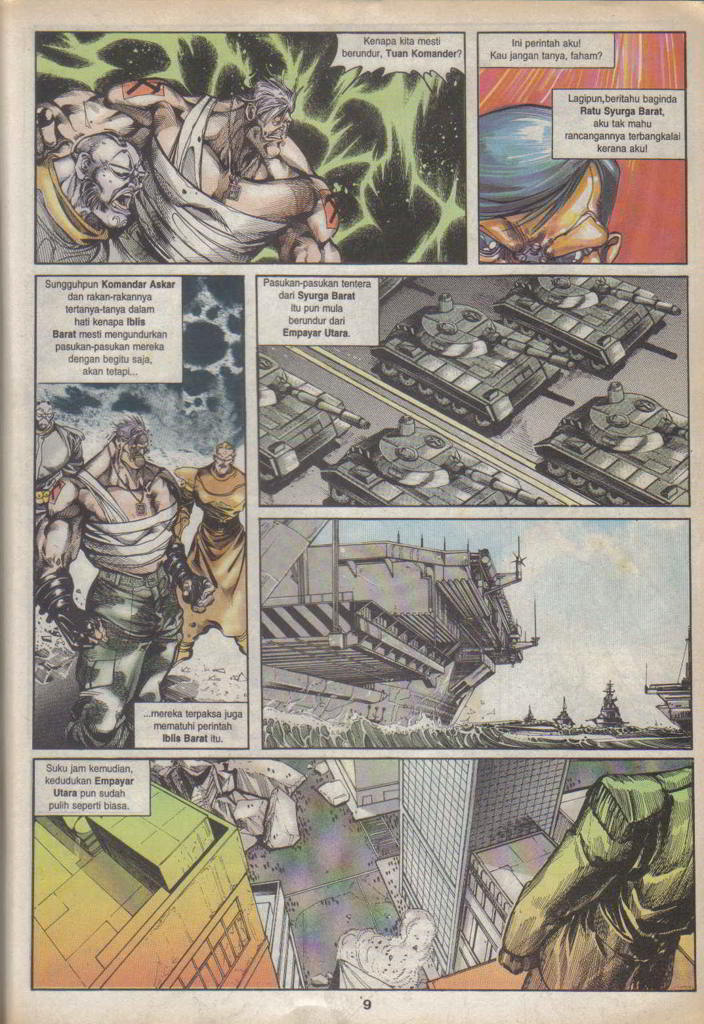 Kenapa kita mesti
berundur, Tuan Komander?
Ini perintah aku!
Kau jangan tanya, faham?
Lagipun,beritahu baginda
Ratu Syurga Barat,
aku tak mahu
rancangannya terbangkalai
kerana aku!
Sungguhpun Komandar Askar
dan rakan-rakannya
tertanya-tanya dalam
hati kenapa Iblis
Barat mesti mengundurkan
pasukan-pasukan mereka
dengan begitu saja,
akan tetapi...
Pasukan-pasukan tentera
dari Syurga Barat
itu pun mula
berundur dari
Empayar Utara.
...mereka terpaksa juga
mematuhi perintah
Iblis Barat itu.
Suku jam kemudian,
kedudukan Empayar
Utara pun sudah
pulih seperti biasa.
9